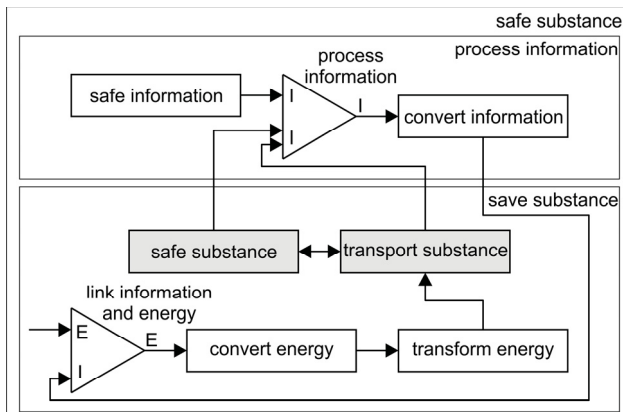 safe substance
process information
process
information
safe information
I
I
I
convert information
save substance
safe substance
transport substance
link information
and energy
E
I
E
convert energy
transform energy